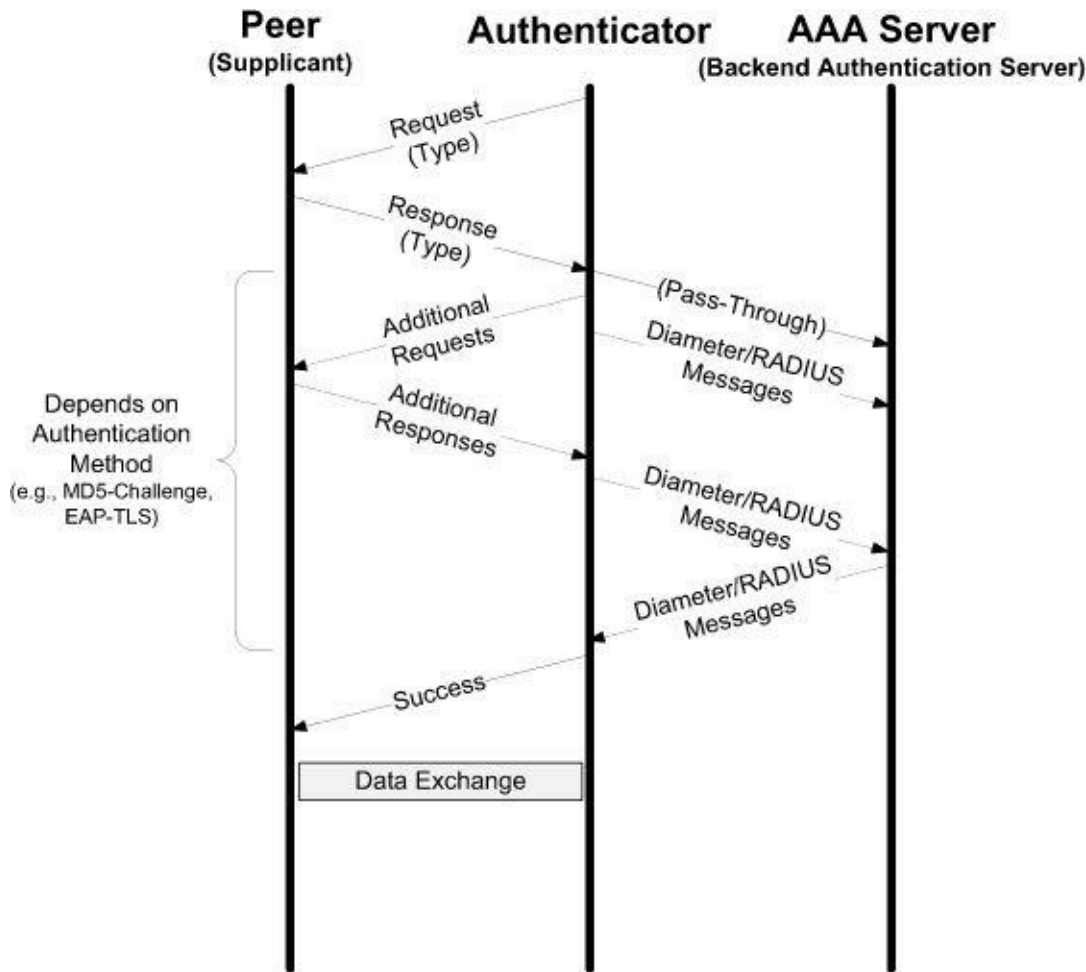 Peer
(Supplicant)
Authenticator
AAA Server
(Backend Authentication Server)
Request
(Type)
Response
(Type)
(Pass-Through)
Additional
Requests
Diameter/RADIUS
Messages
Additional
Responses
Depends on
Authentication
Method
(e.g., MD5-Challenge,
EAP-TLS)
Diameter/RADIUS
Messages
Diameter/RADIUS
Messages
Success
Data Exchange